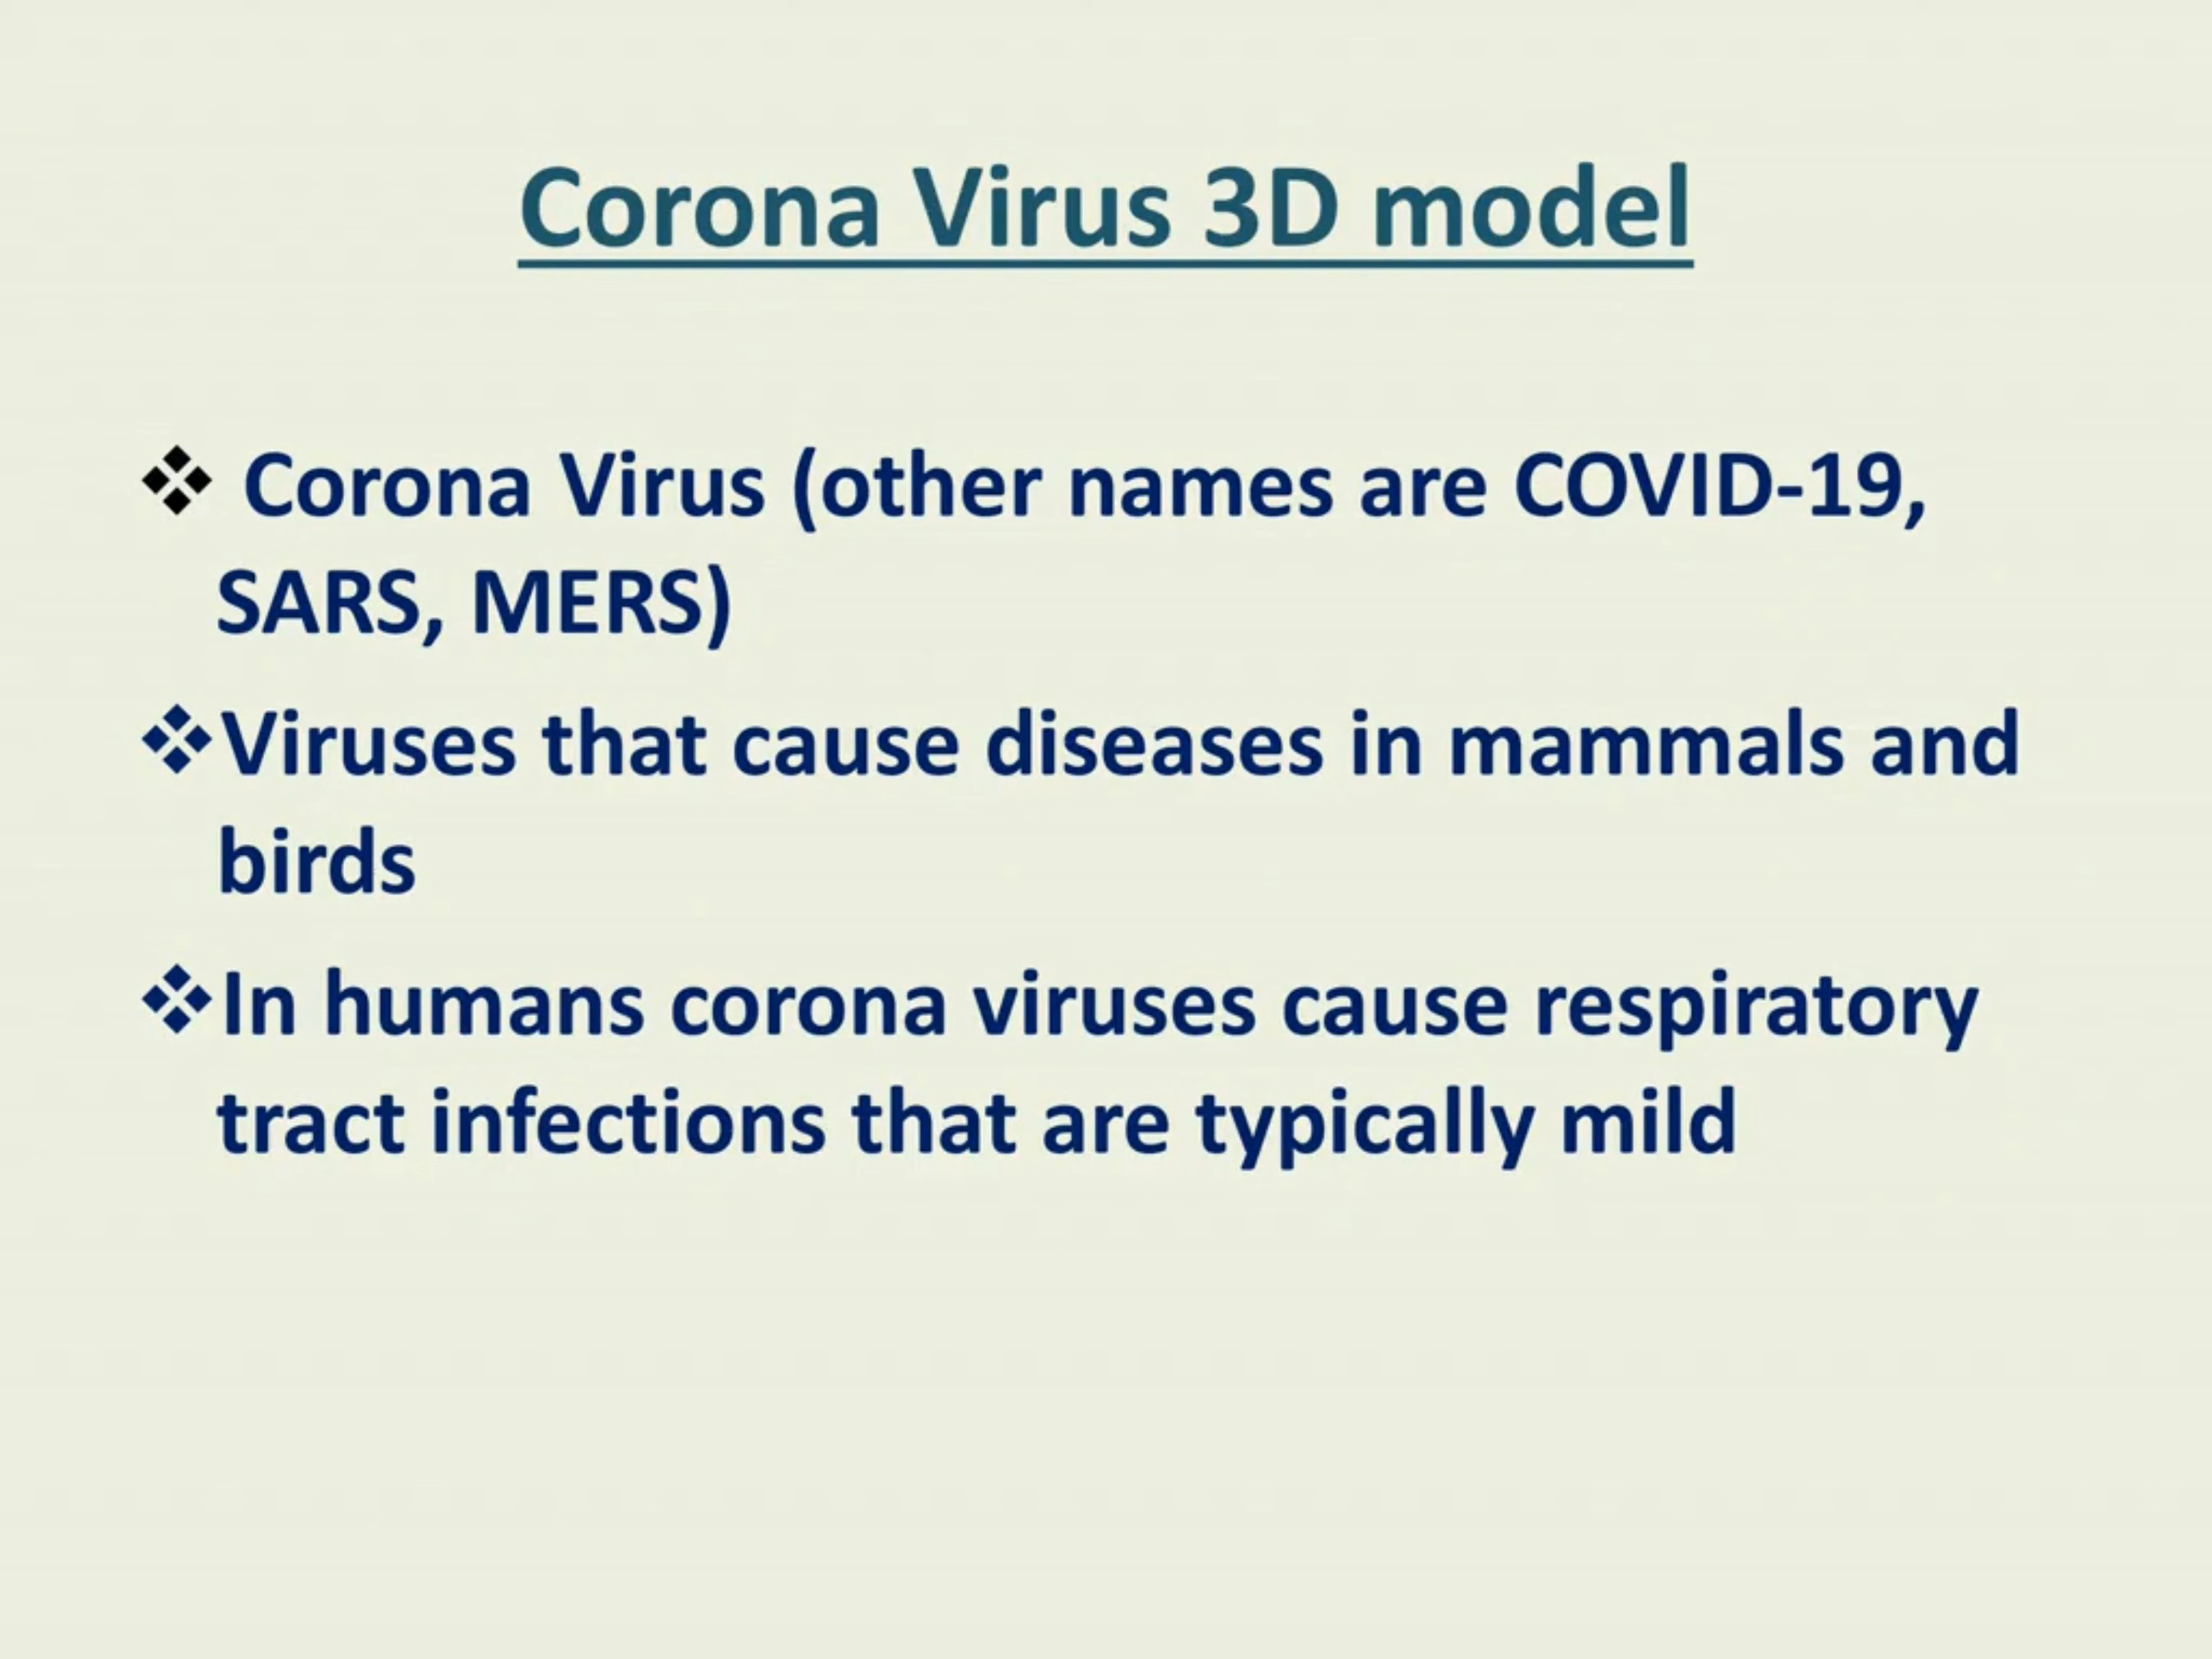 Corona Virus 3D model
❖ Corona Virus (other names are COVID-19,
SARS, MERS)
❖Viruses that cause diseases in mammals and
birds
❖In humans corona viruses cause respiratory
tract infections that are typically mild